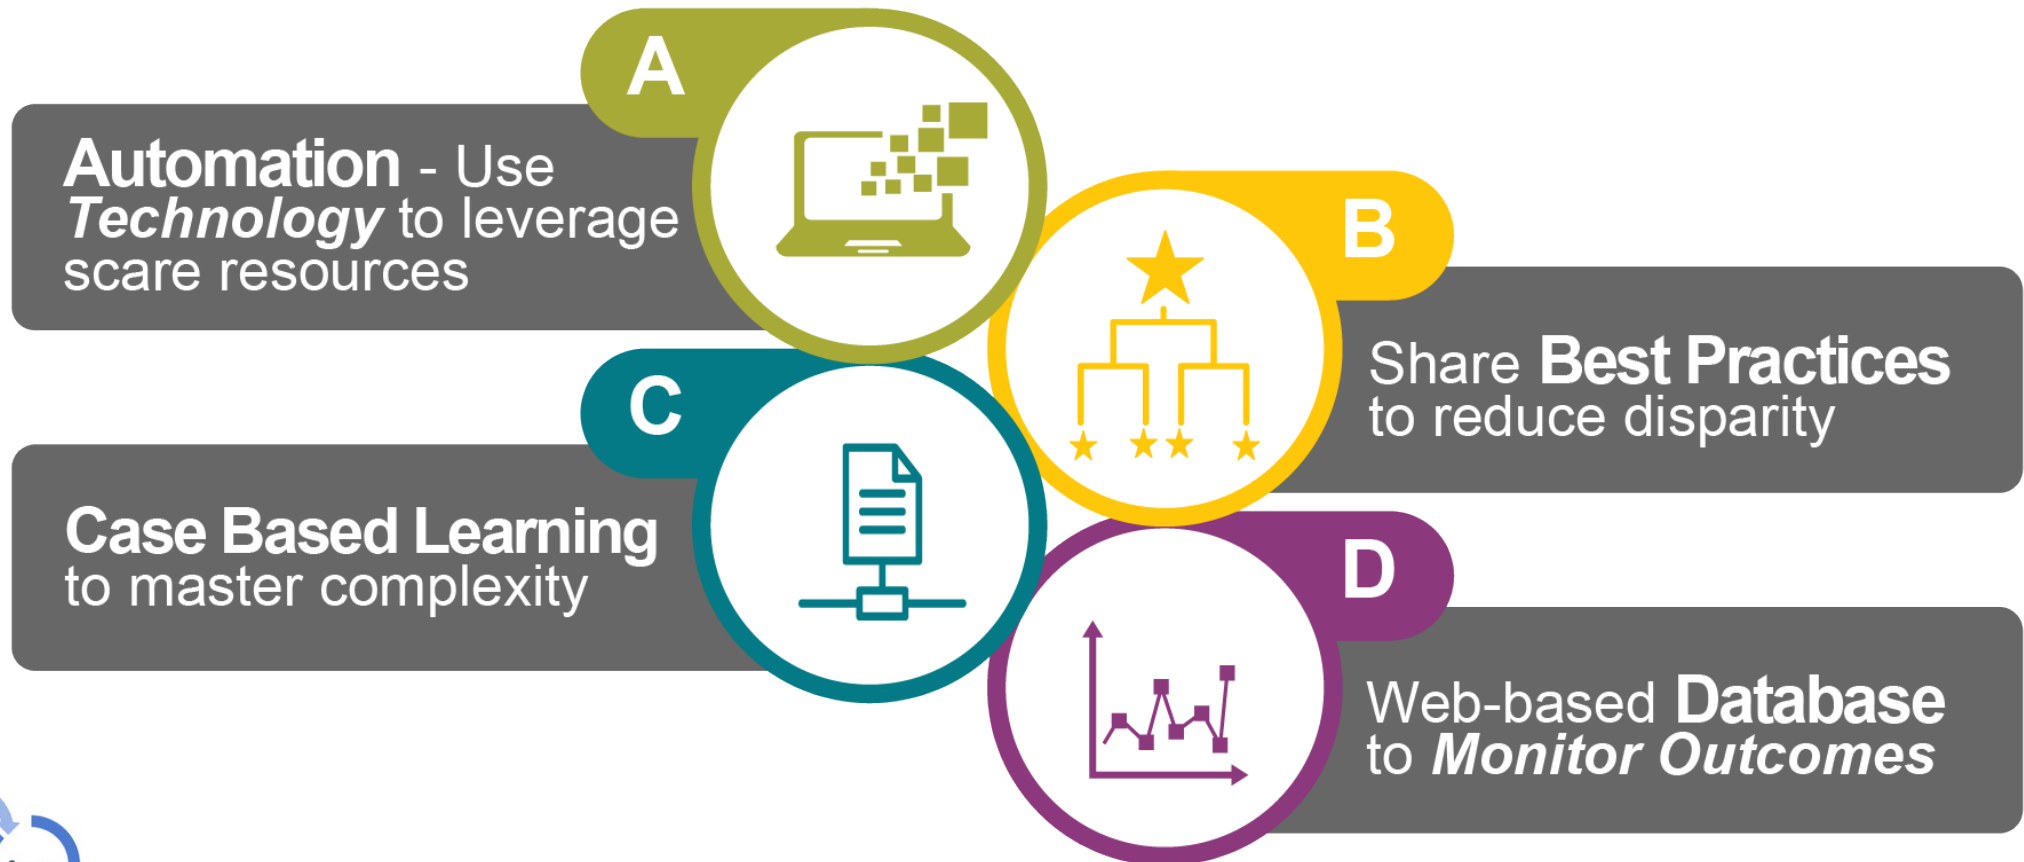 A
Automation - Use
Technology to leverage
scare resources
B
Share Best Practices
to reduce disparity
C
Case Based Learning
to master complexity
D
Web-based Database
to Monitor Outcomes